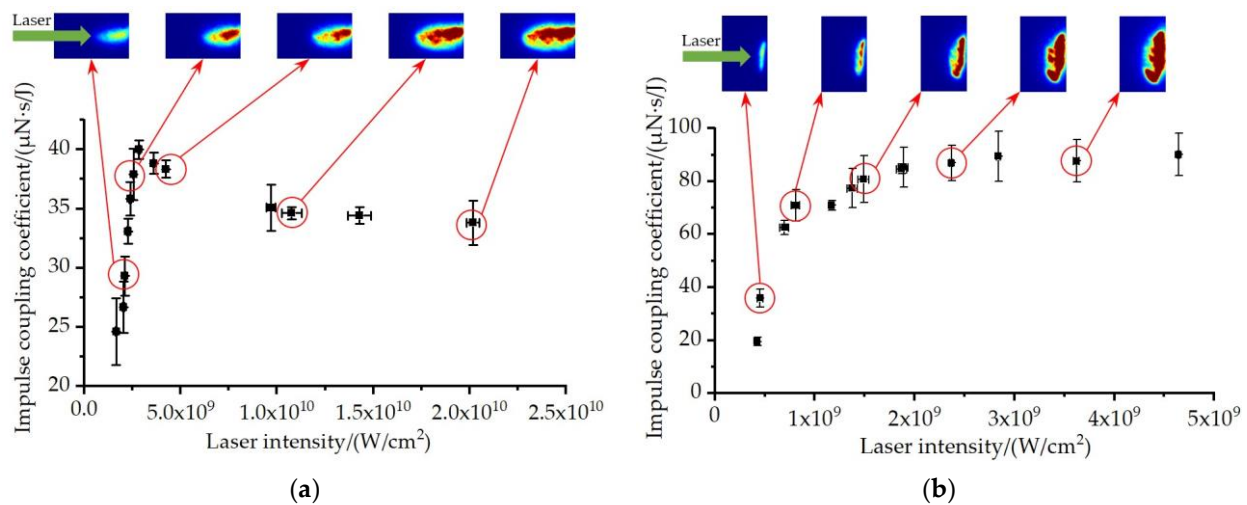 Laser
Impulse coupling coefficient/(μN·s/J)
40
35
30
25
20
0.0
5.0x10⁹
1.0x10¹⁰
1.5x10¹⁰
2.0x10¹⁰
2.5x10¹⁰
Laser intensity/(W/cm²)
(a)
Laser
Impulse coupling coefficient/(μN·s/J)
100
80
60
40
20
0
0
1x10⁹
2x10⁹
3x10⁹
4x10⁹
5x10⁹
Laser intensity/(W/cm²)
(b)